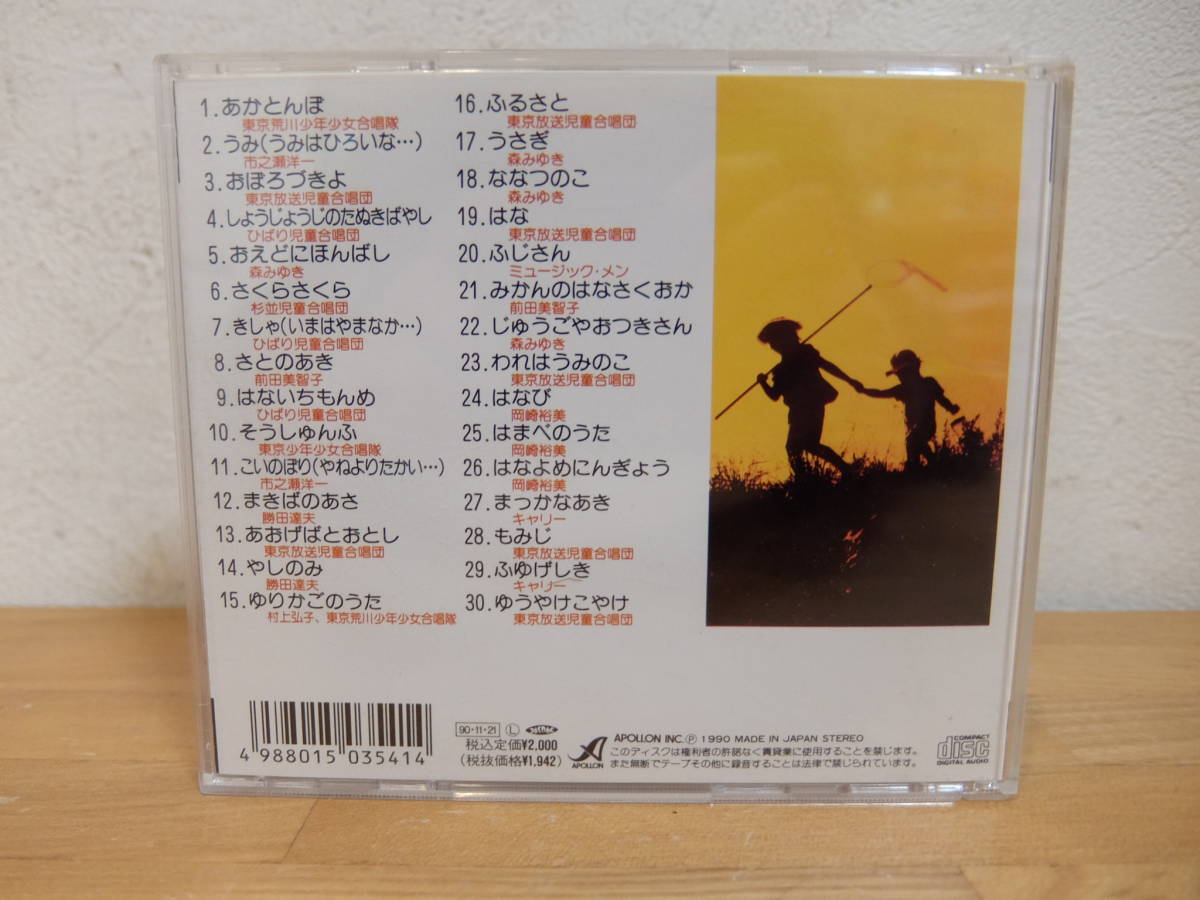 1.あかとんぼ
東京荒川少年少女合唱隊
2.うみ(うみはひろいな…)
市之瀬洋一
3.おぼろづきよ
東京放送児童合唱団
4.しょうじょうじのたぬきばやし
ひばり児童合唱団
5.おえどにほんばし
森みゆき
6.さくらさくら
杉並児童合唱団
7.きしゃ(いまはやまなか…)
ひばり児童合唱団
8.さとのあき
前田美智子
9.はないちもんめ
ひばり児童合唱団
10.そうしゅんふ
東京少年少女合唱隊
11.こいのぼり(やねよりたかい…)
市之瀬洋一
12.まきばのあさ
勝田達夫
13.あおげばとおとし
東京放送児童合唱団
14.やしのみ
勝田達夫
15.ゆりかごのうた
村上弘子、東京荒川少年少女合唱隊
16.ふるさと
東京放送児童合唱団
17.うさぎ
森みゆき
18.ななつのこ
森みゆき
19.はな
東京放送児童合唱団
20.ふじさん
ミュージック・メン
21.みかんのはなさくおか
前田美智子
22.じゅうごやおつきさん
森みゆき
23.われはうみのこ
東京放送児童合唱団
24.はなび
岡崎裕美
25.はまべのうた
岡崎裕美
26.はなよめにんぎょう
岡崎裕美
27.まっかなあき
キャリー
28.もみじ
東京放送児童合唱団
29.ふゆげしき
キャリー
30.ゆうやけこやけ
東京放送児童合唱団
4 988015 035414
90・11・21 Ⓛ
税込定価¥2,000
(税抜価格¥1,942)
APOLLON
APOLLON INC. Ⓟ 1990 MADE IN JAPAN STEREO
このディスクは権利者の許諾なく賃貸業に使用することを禁じます。
また無断でテープその他に録音することは法律で禁じられています。
COMPACT
disc
DIGITAL AUDIO